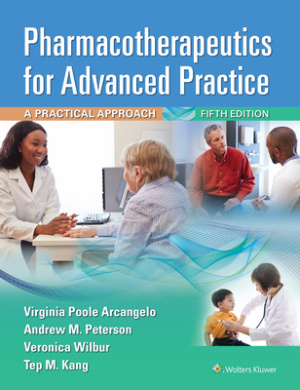 Pharmacotherapeutics
for Advanced Practice
A PRACTICAL APPROACH
FIFTH EDITION
Virginia Poole Arcangelo
Andrew M. Peterson
Veronica Wilbur
Tep M. Kang
Wolters Kluwer